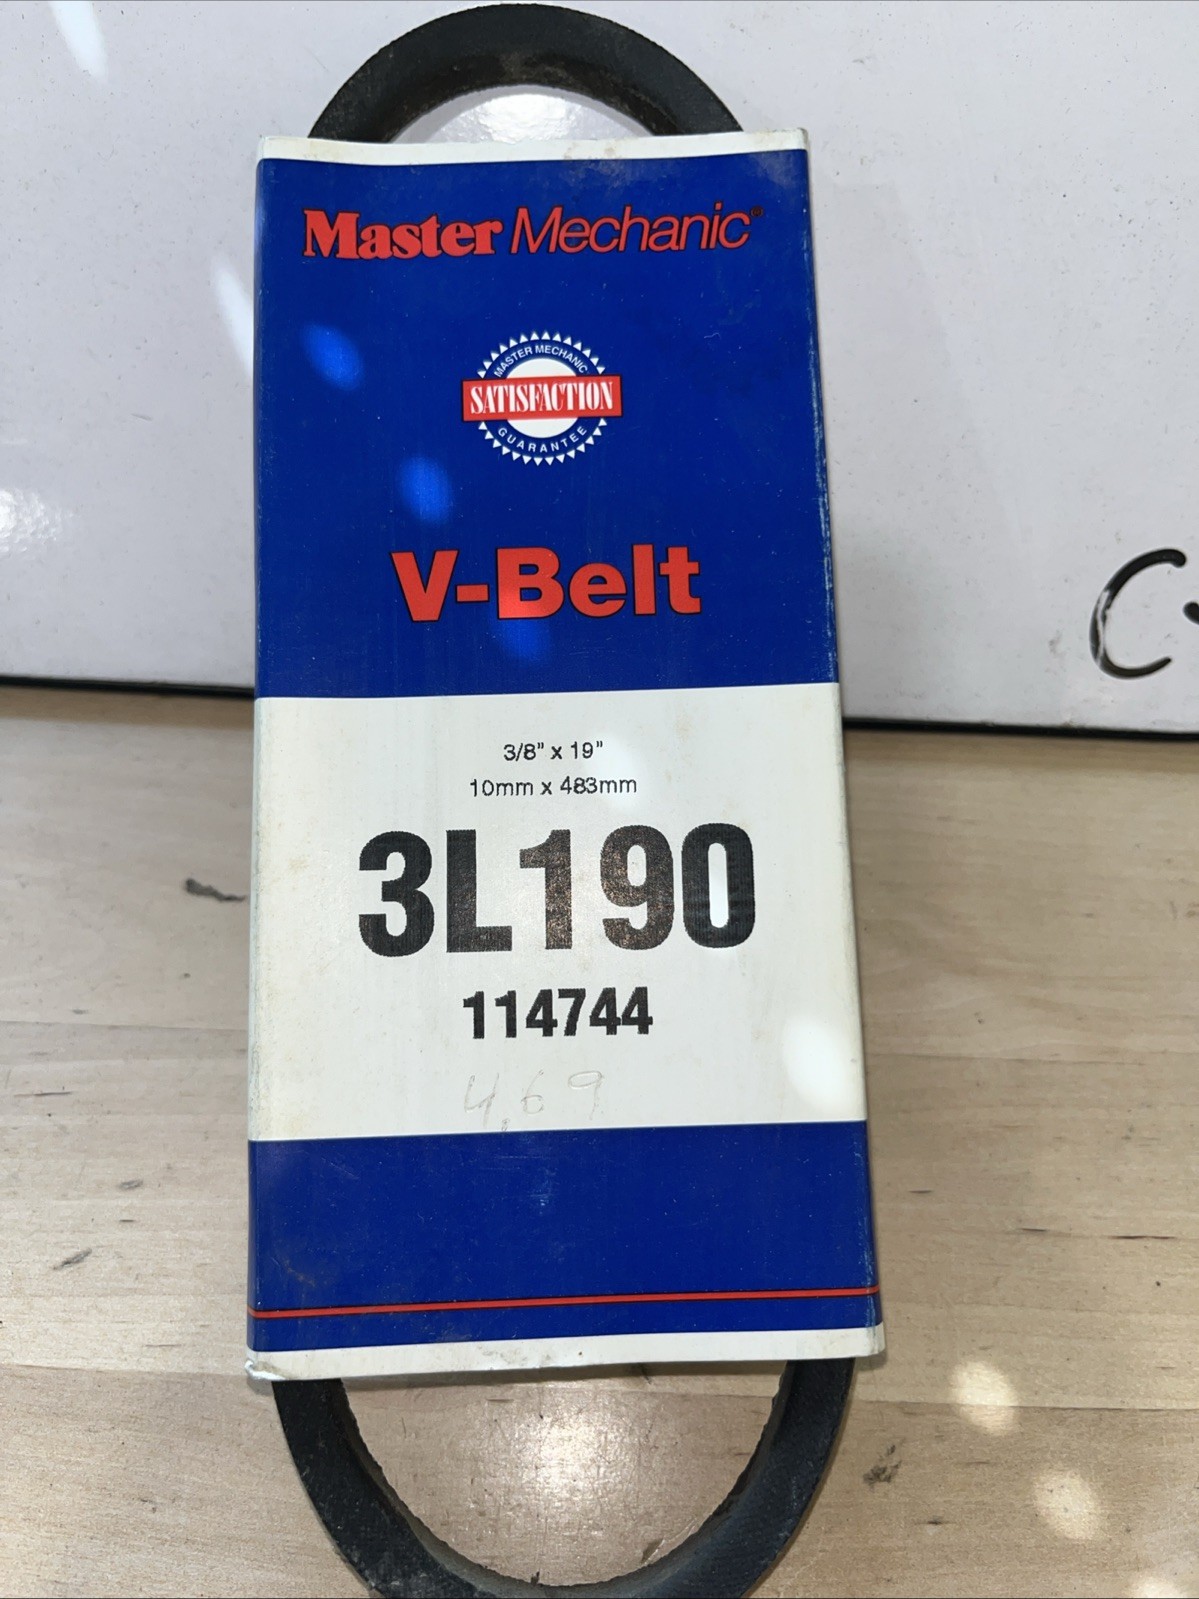 Master Mechanic®
MASTER MECHANIC
SATISFACTION
GUARANTEE
V-Belt
3/8" x 19"
10mm x 483mm
3L190
114744
4.69